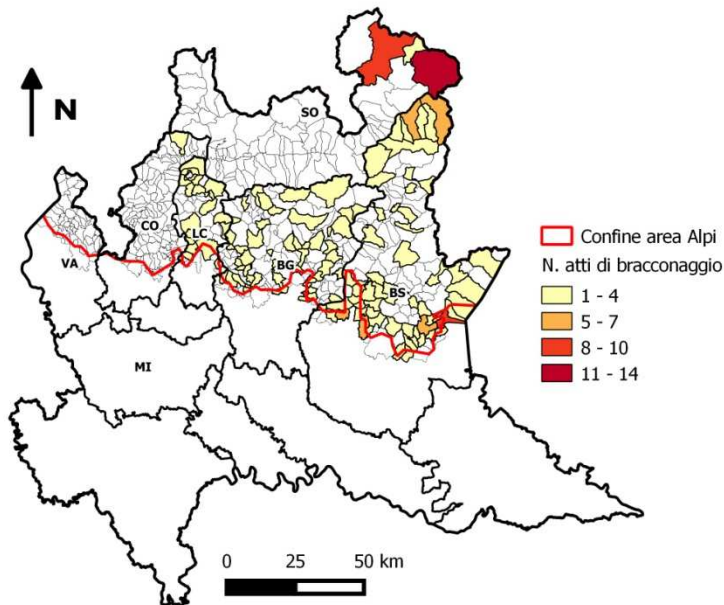 N
SO
CO
LC
VA
BG
BS
MI
Confine area Alpi
N. atti di bracconaggio
1 - 4
5 - 7
8 - 10
11 - 14
0 25 50 km